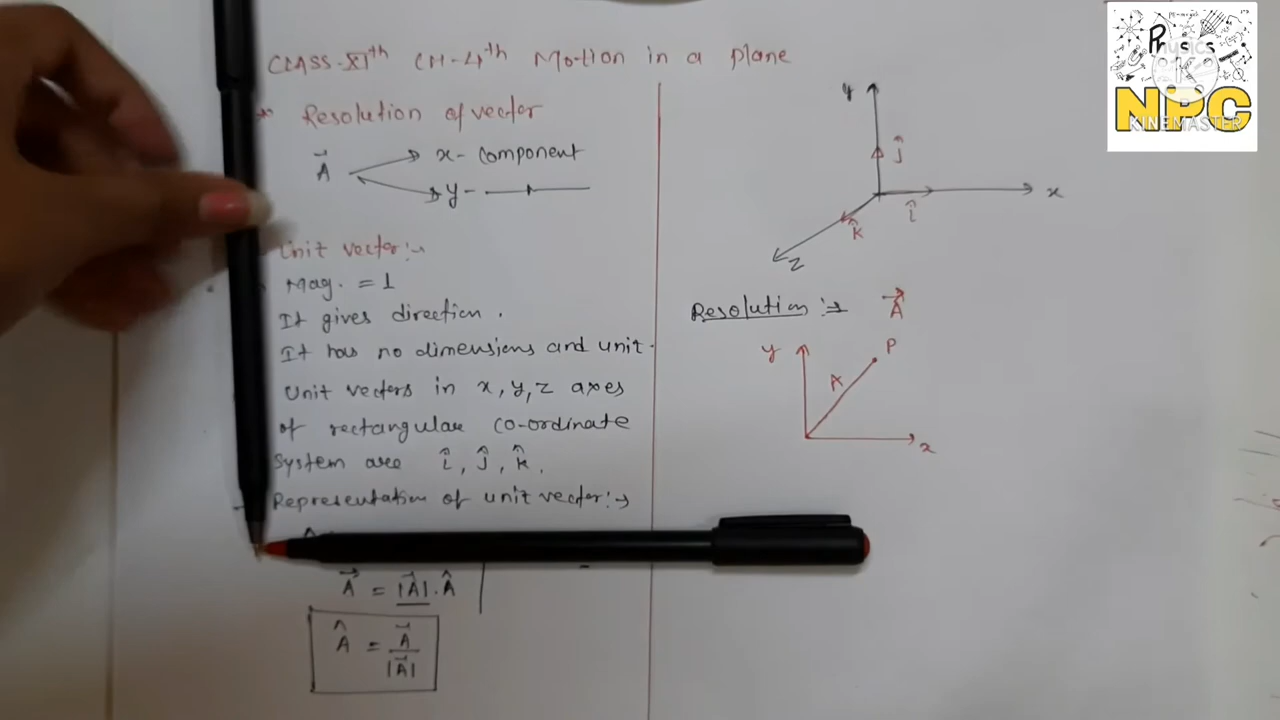 CLASS-XIth CH-4th Motion in a plane
Resolution of vector
A⃗ x- component
y-
Unit vector:-
Mag. = 1
It gives direction.
It has no dimensions and unit.
Unit vectors in x, y, z axes
of rectangular co-ordinate
system are î, ĵ, k̂.
Representation of unit vector:→
A⃗ = |A⃗|.Â
Â = A⃗/|A⃗|
y
ĵ
x
î
k̂
z
Resolution :→ A⃗
y
P
A
x
Physics
K
NPC
KINEMASTER